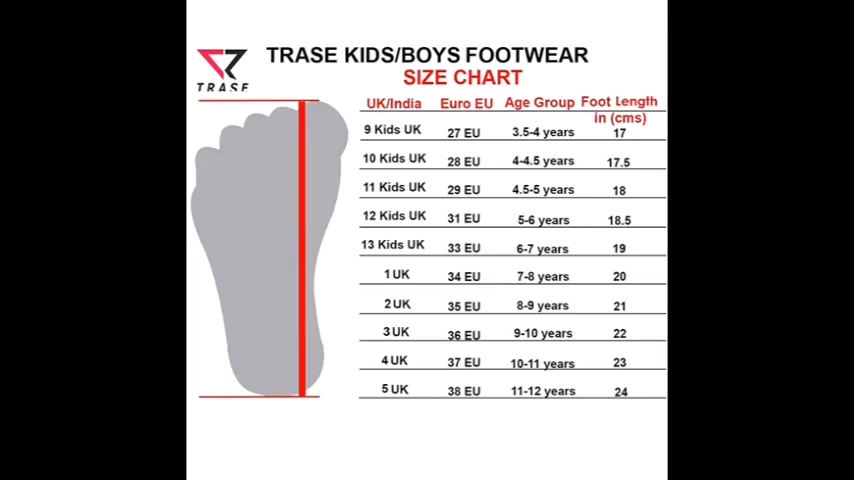 TRASE
TRASE KIDS/BOYS FOOTWEAR
SIZE CHART
UK/India Euro EU Age Group Foot Length in (cms)
9 Kids UK 27 EU 3.5-4 years 17
10 Kids UK 28 EU 4-4.5 years 17.5
11 Kids UK 29 EU 4.5-5 years 18
12 Kids UK 31 EU 5-6 years 18.5
13 Kids UK 33 EU 6-7 years 19
1 UK 34 EU 7-8 years 20
2 UK 35 EU 8-9 years 21
3 UK 36 EU 9-10 years 22
4 UK 37 EU 10-11 years 23
5 UK 38 EU 11-12 years 24